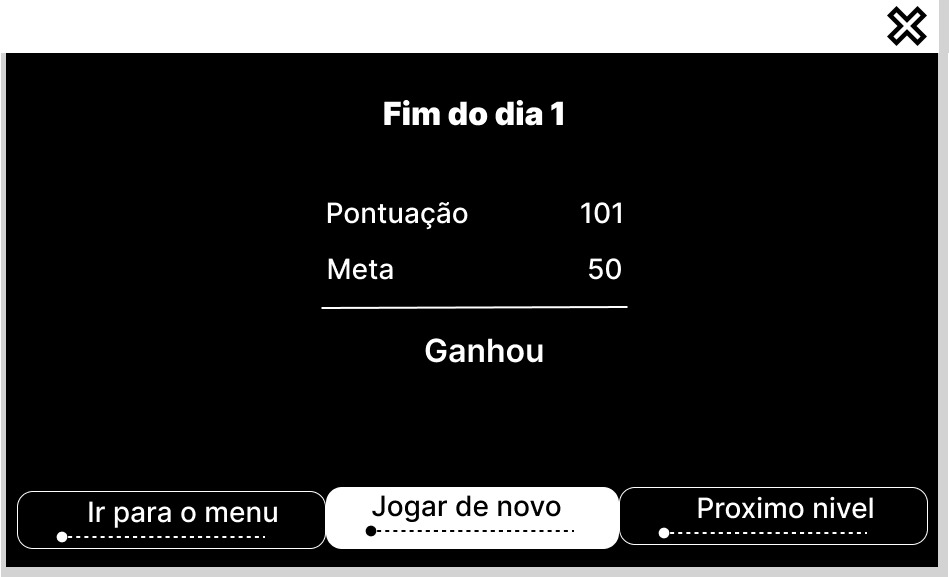 Fim do dia 1
Pontuação 101
Meta 50
Ganhou
Ir para o menu
Jogar de novo
Proximo nivel